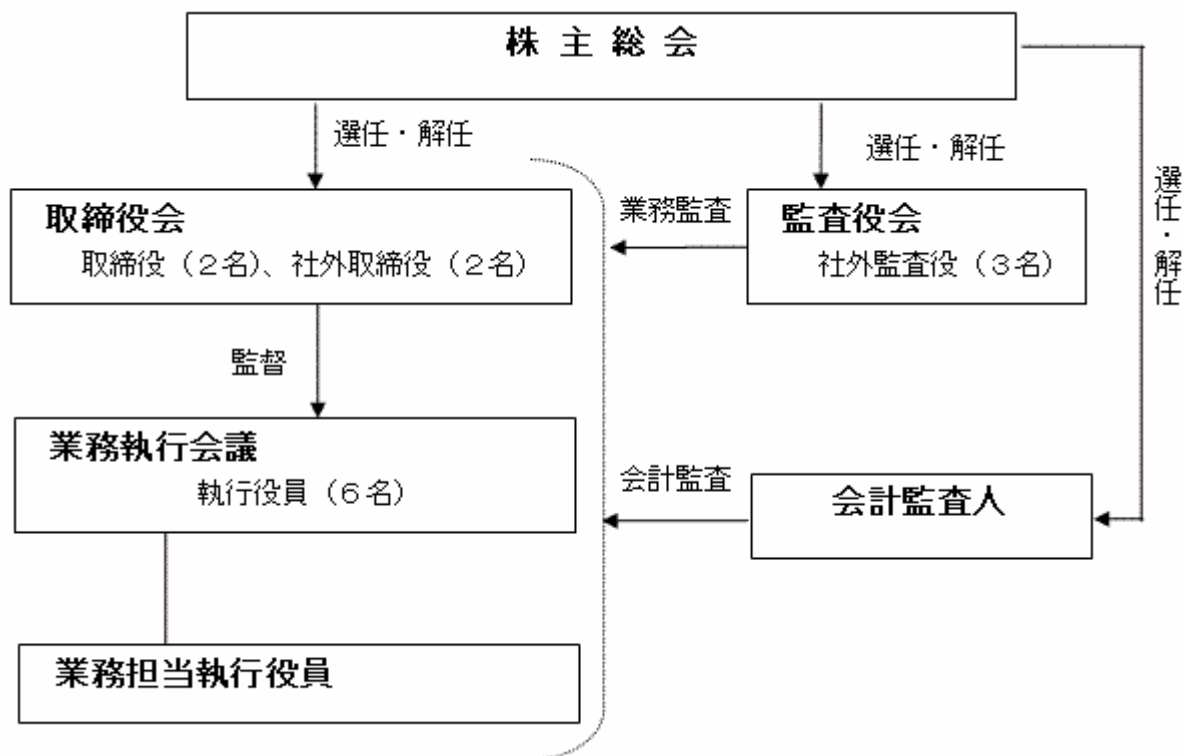 株 主 総 会
選任・解任
選任・解任
選任・解任
取締役会
取締役（２名）、社外取締役（２名）
業務監査
監査役会
社外監査役（３名）
監督
業務執行会議
執行役員（６名）
会計監査
会計監査人
業務担当執行役員